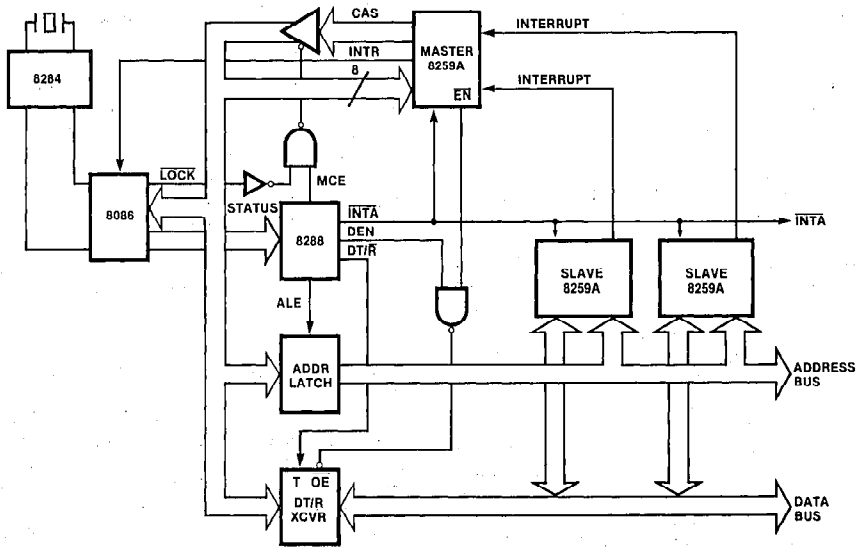 CAS
INTERRUPT
MASTER
8259A
INTR
8
8284
INTERRUPT
EN
LOCK
MCE
8086
STATUS
8288
INTA
DEN
DT/R
INTA
SLAVE
8259A
SLAVE
8259A
ALE
ADDR
LATCH
ADDRESS
BUS
T OE
DT/R
XCVR
DATA
BUS